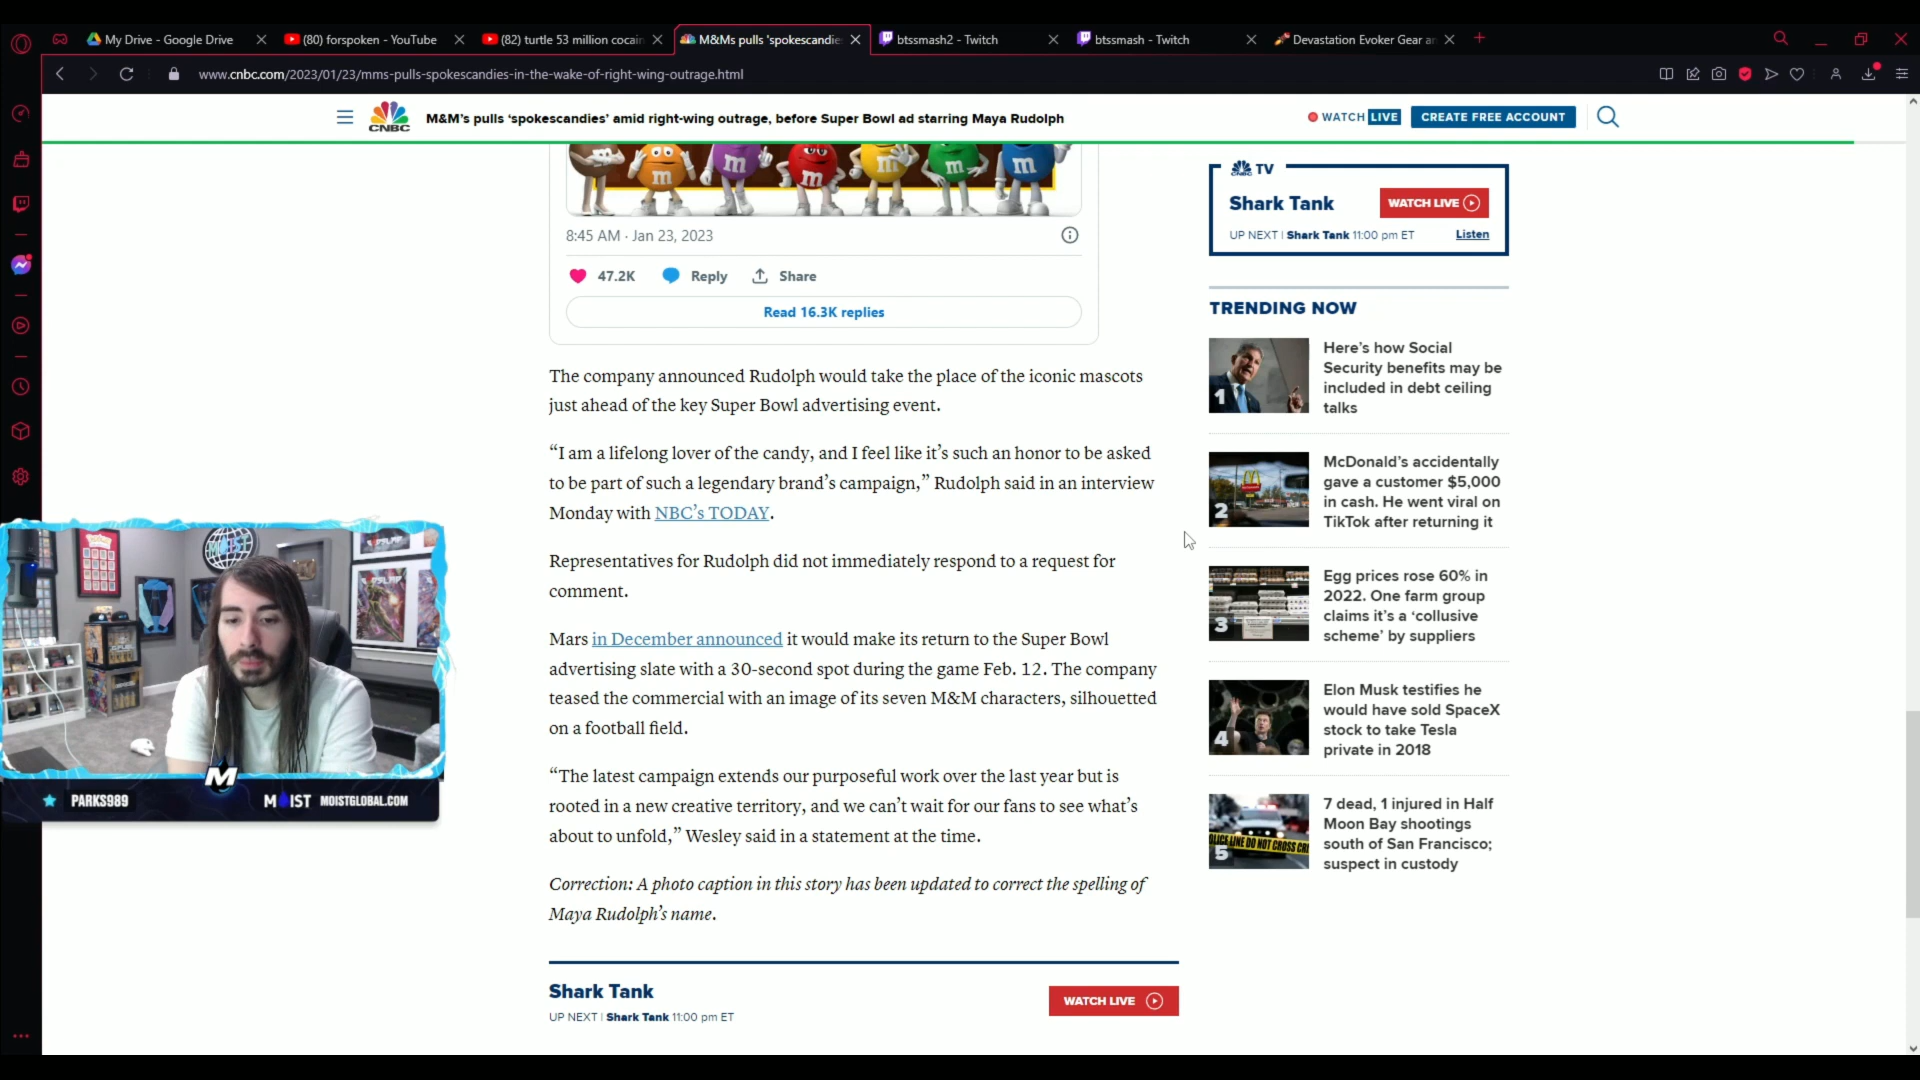 My Drive - Google Drive
(80) forspoken - YouTube
(82) turtle 53 million cocain
M&Ms pulls 'spokescandie
btssmash2 - Twitch
btssmash - Twitch
Devastation Evoker Gear an
www.cnbc.com/2023/01/23/mms-pulls-spokescandies-in-the-wake-of-right-wing-outrage.html
CNBC
M&M's pulls ‘spokescandies’ amid right-wing outrage, before Super Bowl ad starring Maya Rudolph
WATCH LIVE
CREATE FREE ACCOUNT
m m m m m m
8:45 AM · Jan 23, 2023
47.2K Reply Share
Read 16.3K replies
The company announced Rudolph would take the place of the iconic mascots
just ahead of the key Super Bowl advertising event.
“I am a lifelong lover of the candy, and I feel like it’s such an honor to be asked
to be part of such a legendary brand’s campaign,” Rudolph said in an interview
Monday with NBC’s TODAY.
Representatives for Rudolph did not immediately respond to a request for
comment.
Mars in December announced it would make its return to the Super Bowl
advertising slate with a 30-second spot during the game Feb. 12. The company
teased the commercial with an image of its seven M&M characters, silhouetted
on a football field.
“The latest campaign extends our purposeful work over the last year but is
rooted in a new creative territory, and we can’t wait for our fans to see what’s
about to unfold,” Wesley said in a statement at the time.
Correction: A photo caption in this story has been updated to correct the spelling of
Maya Rudolph’s name.
Shark Tank
UP NEXT | Shark Tank 11:00 pm ET
WATCH LIVE
CNBC TV
Shark Tank
WATCH LIVE
UP NEXT | Shark Tank 11:00 pm ET
Listen
TRENDING NOW
1
Here’s how Social
Security benefits may be
included in debt ceiling
talks
2
McDonald’s accidentally
gave a customer $5,000
in cash. He went viral on
TikTok after returning it
3
Egg prices rose 60% in
2022. One farm group
claims it’s a ‘collusive
scheme’ by suppliers
4
Elon Musk testifies he
would have sold SpaceX
stock to take Tesla
private in 2018
5
7 dead, 1 injured in Half
Moon Bay shootings
south of San Francisco;
suspect in custody
POLICE LINE DO NOT CROSS
MOIST
M
PARKS989
MOIST
MOISTGLOBAL.COM